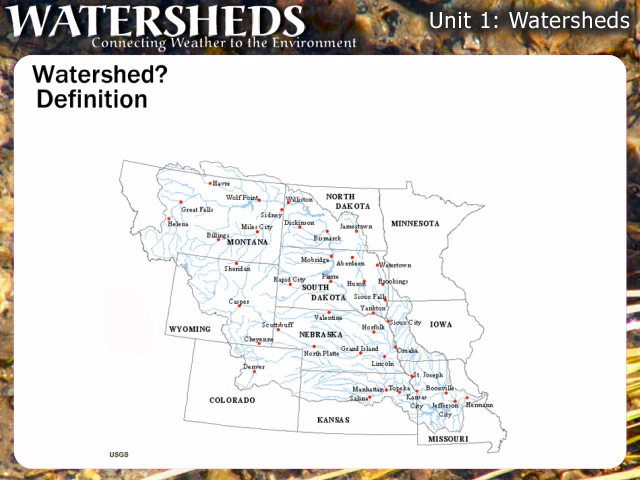 WATERSHEDS
Connecting Weather to the Environment
Unit 1: Watersheds
Watershed?
Definition
Havre
Wolf Point
Williston
NORTH
DAKOTA
Great Falls
Sidney
Helena
Miles City
Dickinson
Jamestown
MINNESOTA
Billings
MONTANA
Bismarck
Sheridan
Mobridge
Aberdeen
Watertown
Rapid City
Pierre
Huron
Brookings
SOUTH
DAKOTA
Sioux Falls
Casper
Yankton
Valentine
Sioux City
WYOMING
Scottsbluff
NEBRASKA
Norfolk
IOWA
Cheyenne
North Platte
Grand Island
Omaha
Denver
Lincoln
St. Joseph
COLORADO
Manhattan
Topeka
Boonville
Salina
Kansas
City
Jefferson
City
Hermann
KANSAS
MISSOURI
USGS